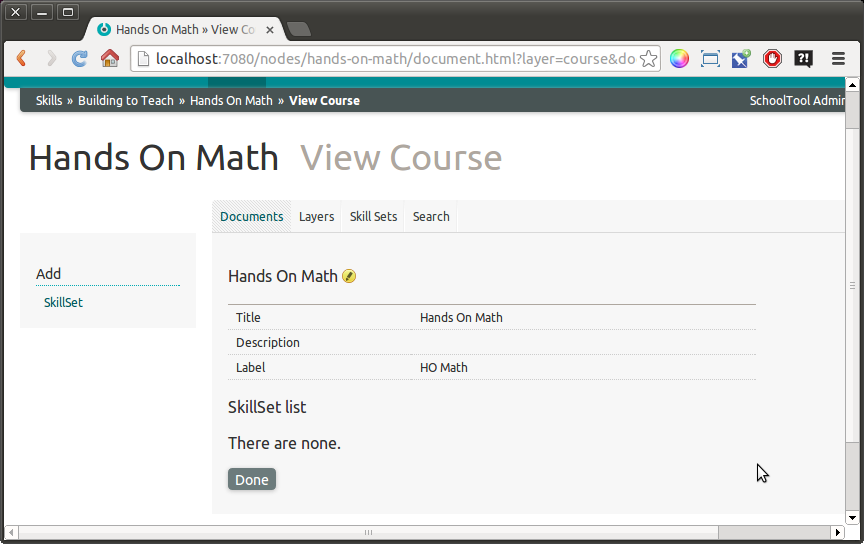 Hands On Math » View Co
localhost:7080/nodes/hands-on-math/document.html?layer=course&do
?!
Skills » Building to Teach » Hands On Math » View Course
SchoolTool Admin
Hands On Math View Course
Documents Layers Skill Sets Search
Add
SkillSet
Hands On Math
Title Hands On Math
Description
Label HO Math
SkillSet list
There are none.
Done